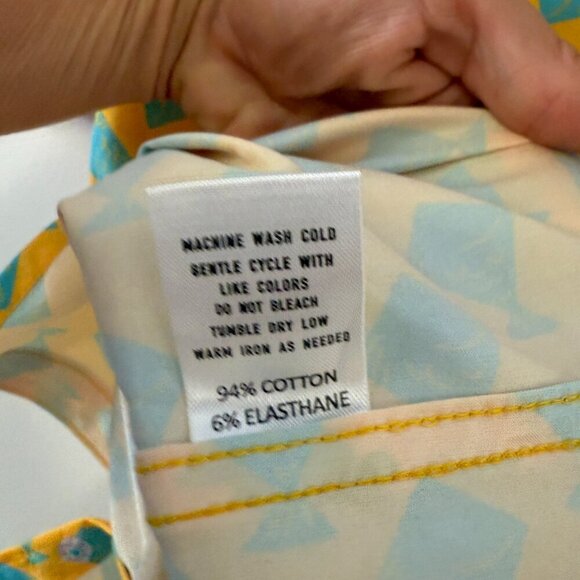 MACHINE WASH COLD
GENTLE CYCLE WITH
LIKE COLORS
DO NOT BLEACH
TUMBLE DRY LOW
WARM IRON AS NEEDED
94% COTTON
6% ELASTHANE